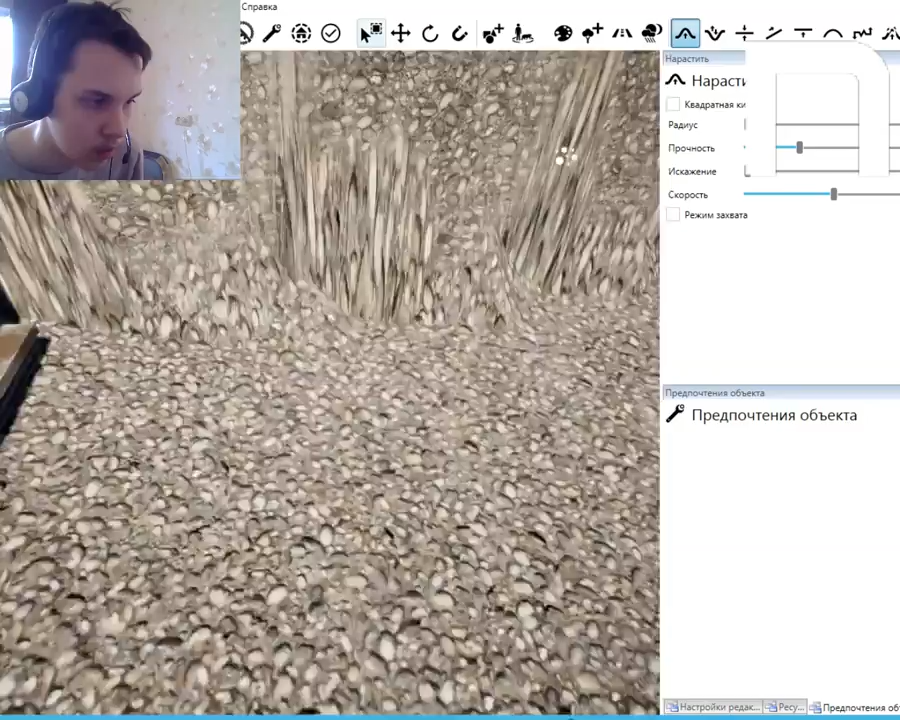 Справка
Нарастить
Нарасти
Квадратная ки
Радиус
Прочность
Искажение
Скорость
Режим захвата
Предпочтения объекта
Предпочтения объекта
Настройки редак... Ресу... Предпочтения об